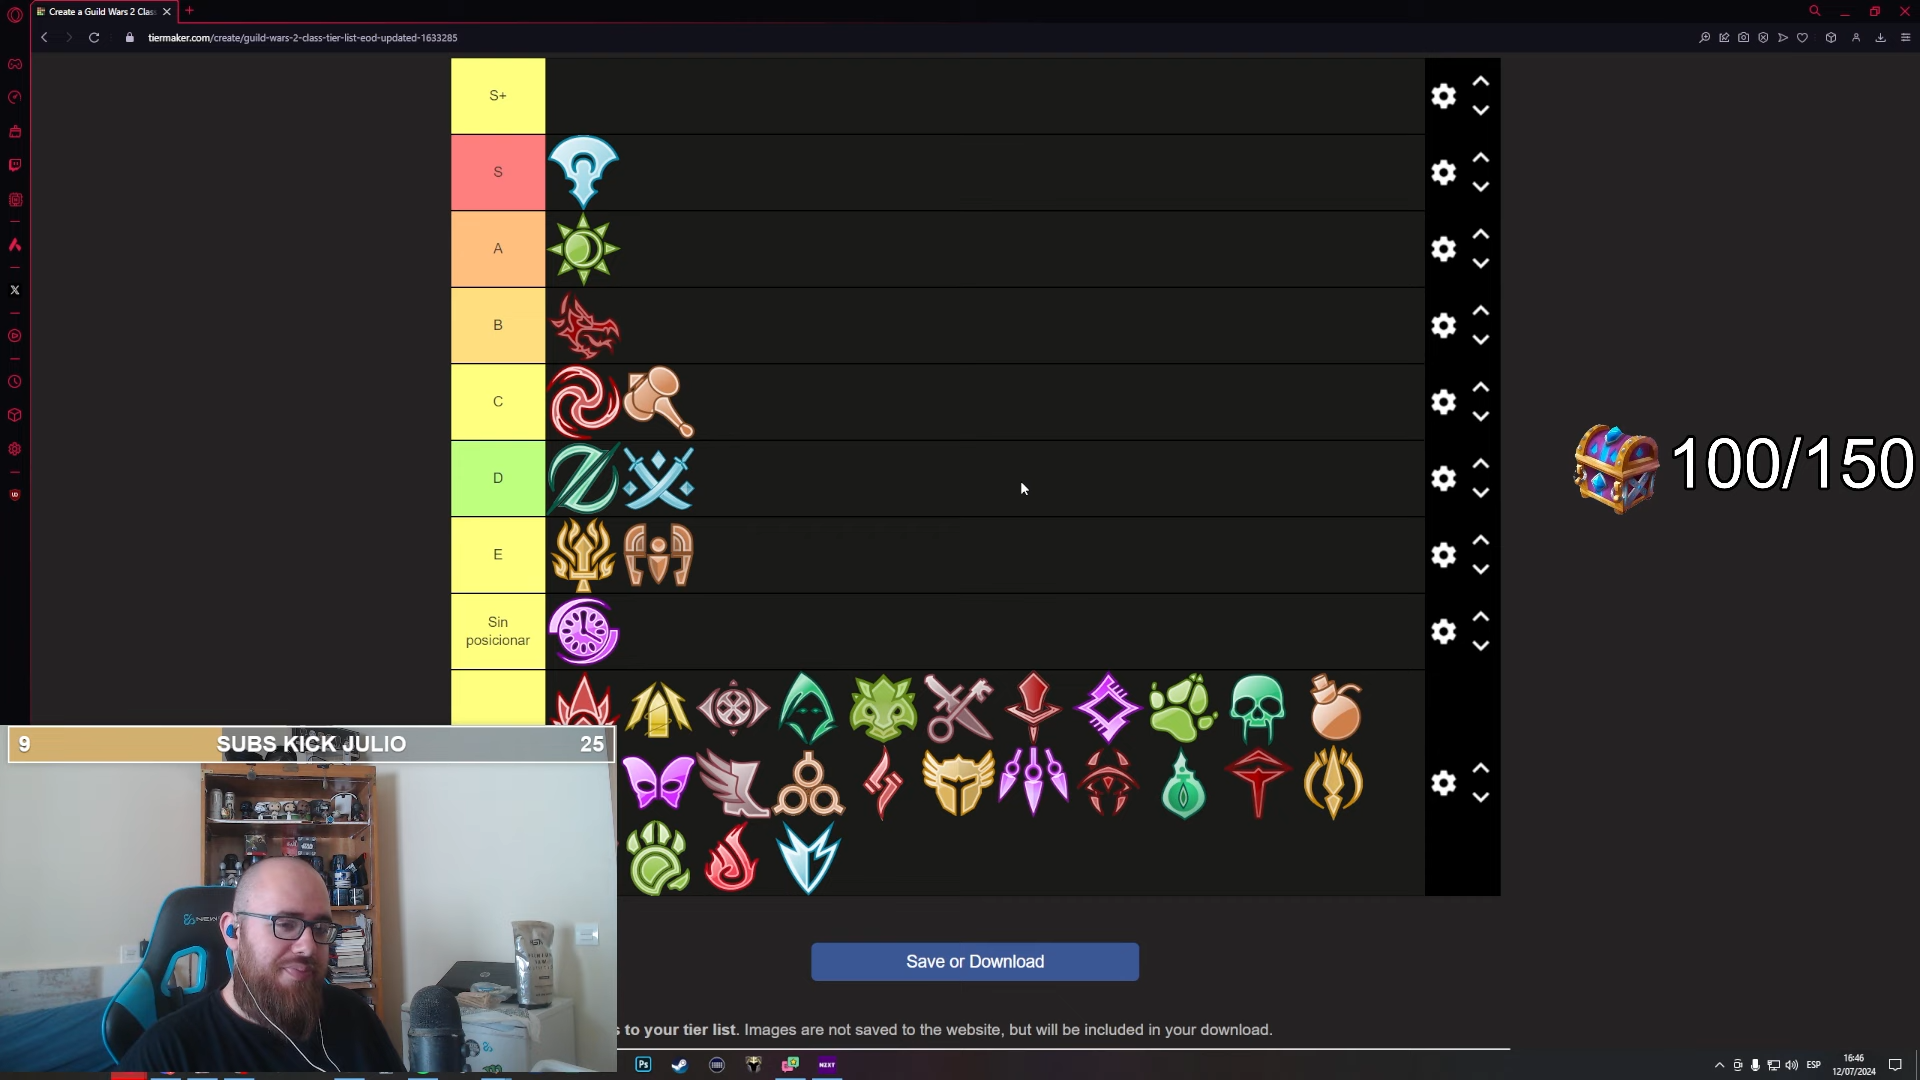 Create a Guild Wars 2 Clas
tiermaker.com/create/guild-wars-2-class-tier-list-eod-updated-1633285
S+
S
A
B
C
D
E
Sin
posicionar
100/150
9 SUBS KICK JULIO 25
Save or Download
s to your tier list. Images are not saved to the website, but will be included in your download.
Ps
NZXT
ESP
16:46
12/07/2024